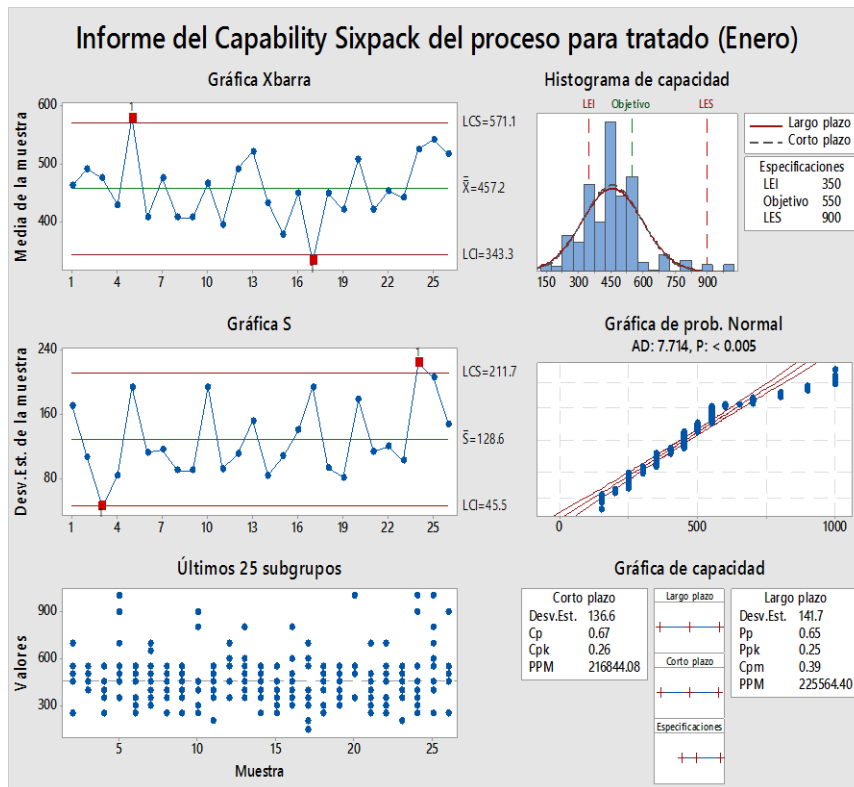 Informe del Capability Sixpack del proceso para tratado (Enero)
Gráfica Xbarra
Media de la muestra
600
500
400
1 4 7 10 13 16 19 22 25
1
1
LCS=571.1
X=457.2
LCI=343.3
Histograma de capacidad
LEI Objetivo LES
150 300 450 600 750 900
Largo plazo
Corto plazo
Especificaciones
LEI 350
Objetivo 550
LES 900
Gráfica S
Desv.Est. de la muestra
240
160
80
1 4 7 10 13 16 19 22 25
1
1
LCS=211.7
S=128.6
LCI=45.5
Gráfica de prob. Normal
AD: 7.714, P: < 0.005
0 500 1000
Últimos 25 subgrupos
Valores
900
600
300
5 10 15 20 25
Muestra
Gráfica de capacidad
Corto plazo
Desv.Est. 136.6
Cp 0.67
Cpk 0.26
PPM 216844.08
Largo plazo
Corto plazo
Especificaciones
Largo plazo
Desv.Est. 141.7
Pp 0.65
Ppk 0.25
Cpm 0.39
PPM 225564.40